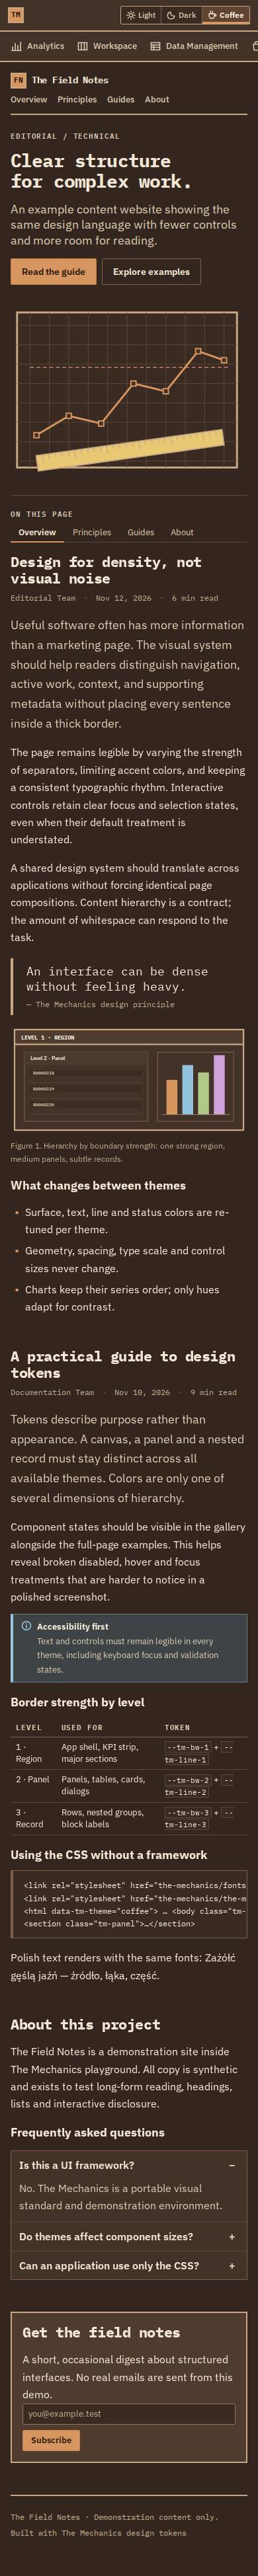 TM
Light
Dark
Coffee
Analytics
Workspace
Data Management
FN
The Field Notes
Overview
Principles
Guides
About
EDITORIAL / TECHNICAL
Clear structure
for complex work.
An example content website showing the
same design language with fewer controls
and more room for reading.
Read the guide
Explore examples
ON THIS PAGE
Overview
Principles
Guides
About
Design for density, not
visual noise
Editorial Team · Nov 12, 2026 · 6 min read
Useful software often has more information
than a marketing page. The visual system
should help readers distinguish navigation,
active work, context, and supporting
metadata without placing every sentence
inside a thick border.
The page remains legible by varying the strength
of separators, limiting accent colors, and keeping
a consistent typographic rhythm. Interactive
controls retain clear focus and selection states,
even when their default treatment is
understated.
A shared design system should translate across
applications without forcing identical page
compositions. Content hierarchy is a contract;
the amount of whitespace can respond to the
task.
An interface can be dense
without feeling heavy.
— The Mechanics design principle
LEVEL 1 · REGION
Level 2 · Panel
Figure 1. Hierarchy by boundary strength: one strong region,
medium panels, subtle records.
What changes between themes
▪ Surface, text, line and status colors are re-
tuned per theme.
▪ Geometry, spacing, type scale and control
sizes never change.
▪ Charts keep their series order; only hues
adapt for contrast.
A practical guide to design
tokens
Documentation Team · Nov 10, 2026 · 9 min read
Tokens describe purpose rather than
appearance. A canvas, a panel and a nested
record must stay distinct across all
available themes. Colors are only one of
several dimensions of hierarchy.
Component states should be visible in the gallery
alongside the full-page examples. This helps
reveal broken disabled, hover and focus
treatments that are harder to notice in a
polished screenshot.
Accessibility first
Text and controls must remain legible in every
theme, including keyboard focus and validation
states.
Border strength by level
LEVEL USED FOR TOKEN
1 · Region App shell, KPI strip, major sections --tm-bw-1 + --tm-line-1
2 · Panel Panels, tables, cards, dialogs --tm-bw-2 + --tm-line-2
3 · Record Rows, nested groups, block labels --tm-bw-3 + --tm-line-3
Using the CSS without a framework
<link rel="stylesheet" href="the-mechanics/fonts
<link rel="stylesheet" href="the-mechanics/the-m
<html data-tm-theme="coffee"> … <body class="tm-
<section class="tm-panel">…</section>
Polish text renders with the same fonts: Zażółć
gęślą jaźń — źródło, łąka, część.
About this project
The Field Notes is a demonstration site inside
The Mechanics playground. All copy is synthetic
and exists to test long-form reading, headings,
lists and interactive disclosure.
Frequently asked questions
Is this a UI framework? −
No. The Mechanics is a portable visual
standard and demonstration environment.
Do themes affect component sizes? +
Can an application use only the CSS? +
Get the field notes
A short, occasional digest about structured
interfaces. No real emails are sent from this
demo.
you@example.test
Subscribe
The Field Notes · Demonstration content only.
Built with The Mechanics design tokens